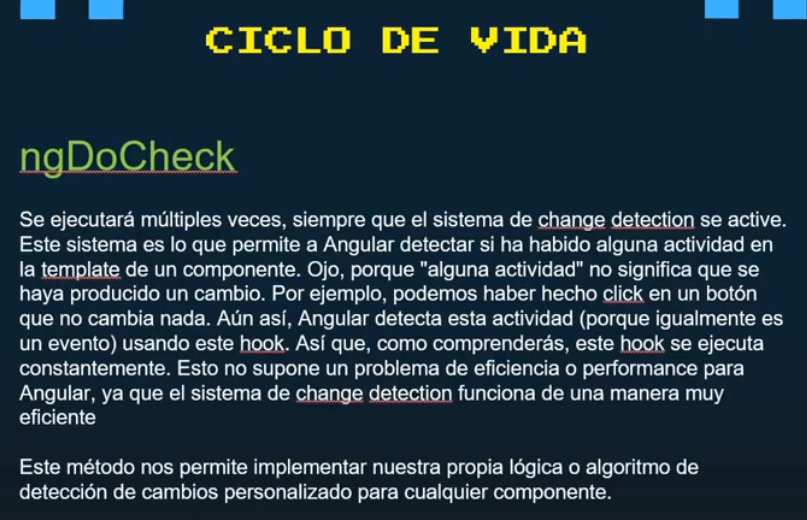 CICLO DE VIDA
ngDoCheck
Se ejecutará múltiples veces, siempre que el sistema de change detection se active.
Este sistema es lo que permite a Angular detectar si ha habido alguna actividad en
la template de un componente. Ojo, porque "alguna actividad" no significa que se
haya producido un cambio. Por ejemplo, podemos haber hecho click en un botón
que no cambia nada. Aún así, Angular detecta esta actividad (porque igualmente es
un evento) usando este hook. Así que, como comprenderás, este hook se ejecuta
constantemente. Esto no supone un problema de eficiencia o performance para
Angular, ya que el sistema de change detection funciona de una manera muy
eficiente
Este método nos permite implementar nuestra propia lógica o algoritmo de
detección de cambios personalizado para cualquier componente.